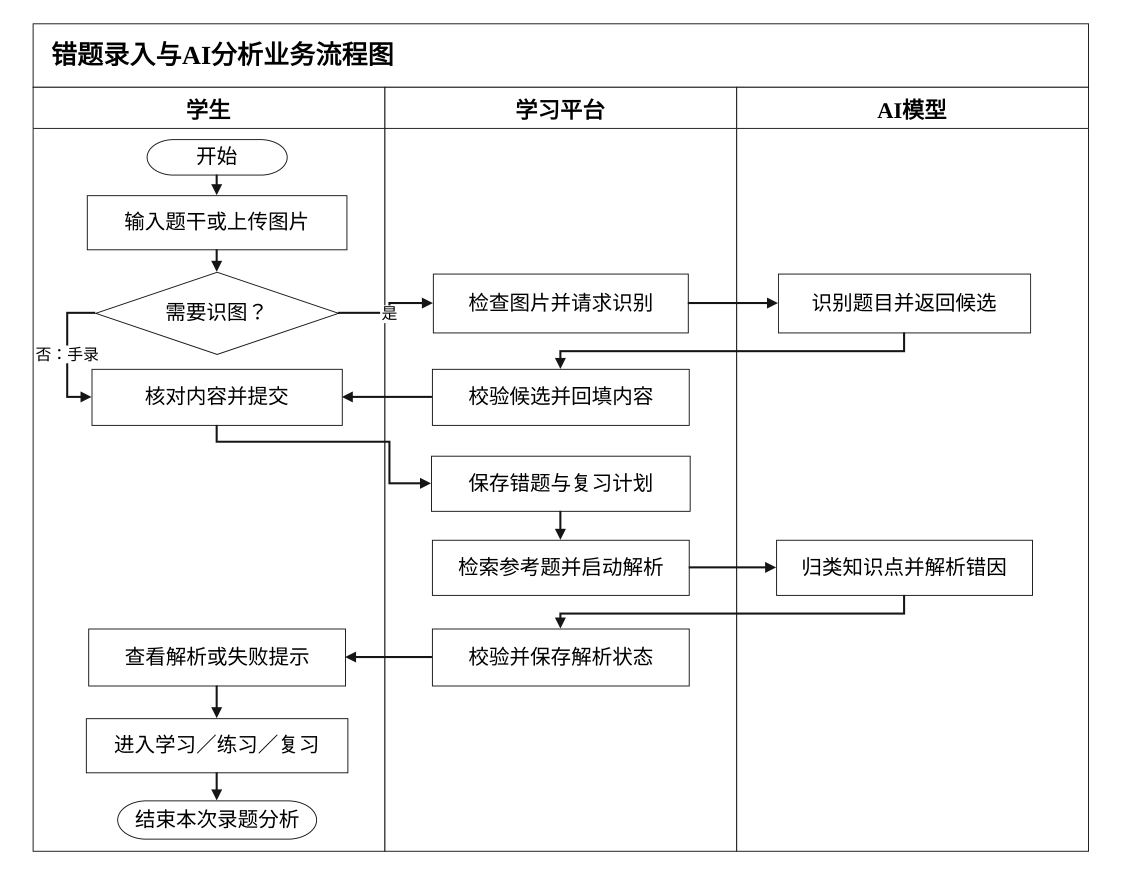 错题录入与AI分析业务流程图
学生
学习平台
AI模型
开始
输入题干或上传图片
需要识图？
是
检查图片并请求识别
识别题目并返回候选
否：手录
核对内容并提交
校验候选并回填内容
保存错题与复习计划
检索参考题并启动解析
归类知识点并解析错因
查看解析或失败提示
校验并保存解析状态
进入学习／练习／复习
结束本次录题分析